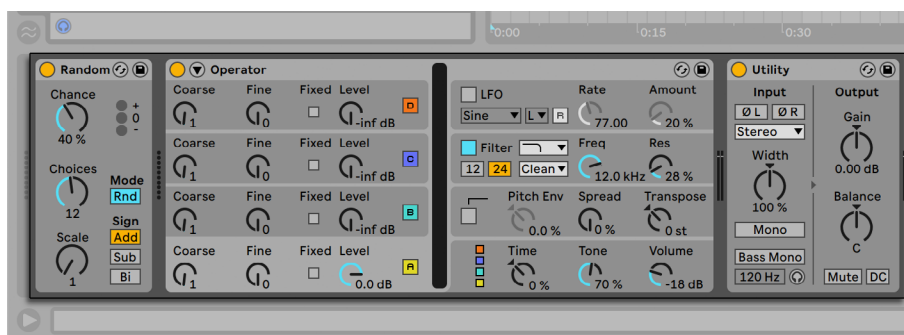 0:00 0:15 0:30
Random
Chance
+
0
-
40 %
Choices
12
Mode
Rnd
Sign
Add
Sub
Bi
Scale
1
Operator
Coarse Fine Fixed Level
1 0 -inf dB D
Coarse Fine Fixed Level
1 0 -inf dB C
Coarse Fine Fixed Level
1 0 -inf dB B
Coarse Fine Fixed Level
1 0 0.0 dB A
LFO Rate Amount
Sine L R 77.00 20 %
Filter Freq Res
12 24 Clean 12.0 kHz 28 %
Pitch Env Spread Transpose
0.0 % 0 % 0 st
Time Tone Volume
0 % 70 % -18 dB
Utility
Input
Ø L Ø R
Stereo
Width
100 %
Mono
Bass Mono
120 Hz
Output
Gain
0.00 dB
Balance
C
Mute DC